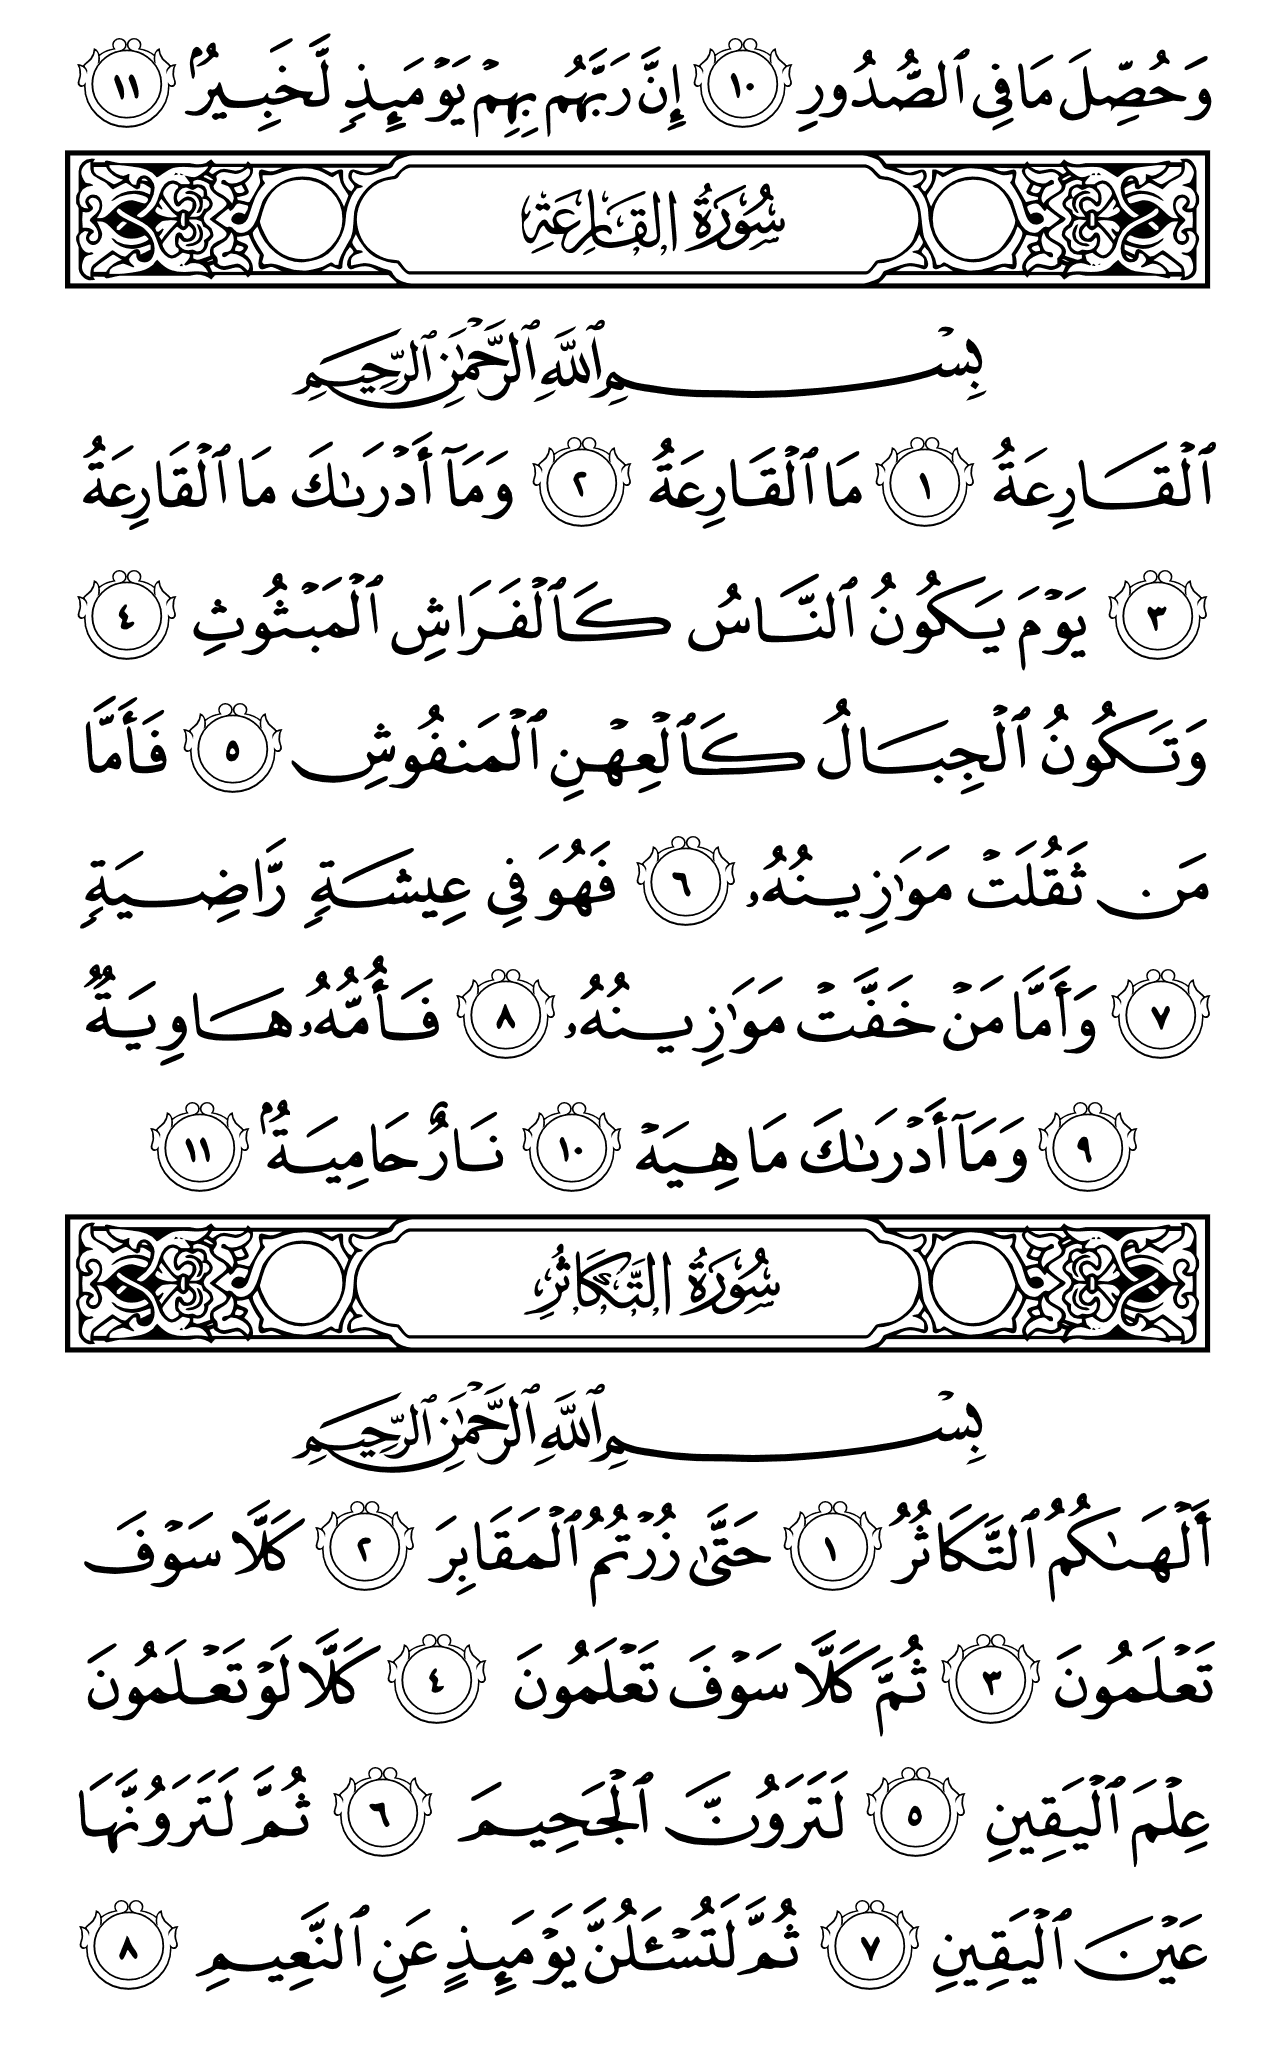 وَحُصِّلَ مَا فِى ٱلصُّدُورِ ١٠ إِنَّ رَبَّهُم بِهِمْ يَوْمَئِذٍ لَّخَبِيرٌۢ ١١
سُورَةُ القَارِعَةِ
بِسْمِ ٱللَّهِ ٱلرَّحْمَٰنِ ٱلرَّحِيمِ
ٱلْقَارِعَةُ ١ مَا ٱلْقَارِعَةُ ٢ وَمَآ أَدْرَىٰكَ مَا ٱلْقَارِعَةُ
٣ يَوْمَ يَكُونُ ٱلنَّاسُ كَٱلْفَرَاشِ ٱلْمَبْثُوثِ ٤
وَتَكُونُ ٱلْجِبَالُ كَٱلْعِهْنِ ٱلْمَنفُوشِ ٥ فَأَمَّا
مَن ثَقُلَتْ مَوَٰزِينُهُۥ ٦ فَهُوَ فِى عِيشَةٍ رَّاضِيَةٍ
٧ وَأَمَّا مَنْ خَفَّتْ مَوَٰزِينُهُۥ ٨ فَأُمُّهُۥ هَاوِيَةٌ
٩ وَمَآ أَدْرَىٰكَ مَا هِيَهْ ١٠ نَارٌ حَامِيَةٌۢ ١١
سُورَةُ التَّكَاثُرِ
بِسْمِ ٱللَّهِ ٱلرَّحْمَٰنِ ٱلرَّحِيمِ
أَلْهَىٰكُمُ ٱلتَّكَاثُرُ ١ حَتَّىٰ زُرْتُمُ ٱلْمَقَابِرَ ٢ كَلَّا سَوْفَ
تَعْلَمُونَ ٣ ثُمَّ كَلَّا سَوْفَ تَعْلَمُونَ ٤ كَلَّا لَوْ تَعْلَمُونَ
عِلْمَ ٱلْيَقِينِ ٥ لَتَرَوُنَّ ٱلْجَحِيمَ ٦ ثُمَّ لَتَرَوُنَّهَا
عَيْنَ ٱلْيَقِينِ ٧ ثُمَّ لَتُسْـَٔلُنَّ يَوْمَئِذٍ عَنِ ٱلنَّعِيمِ ٨